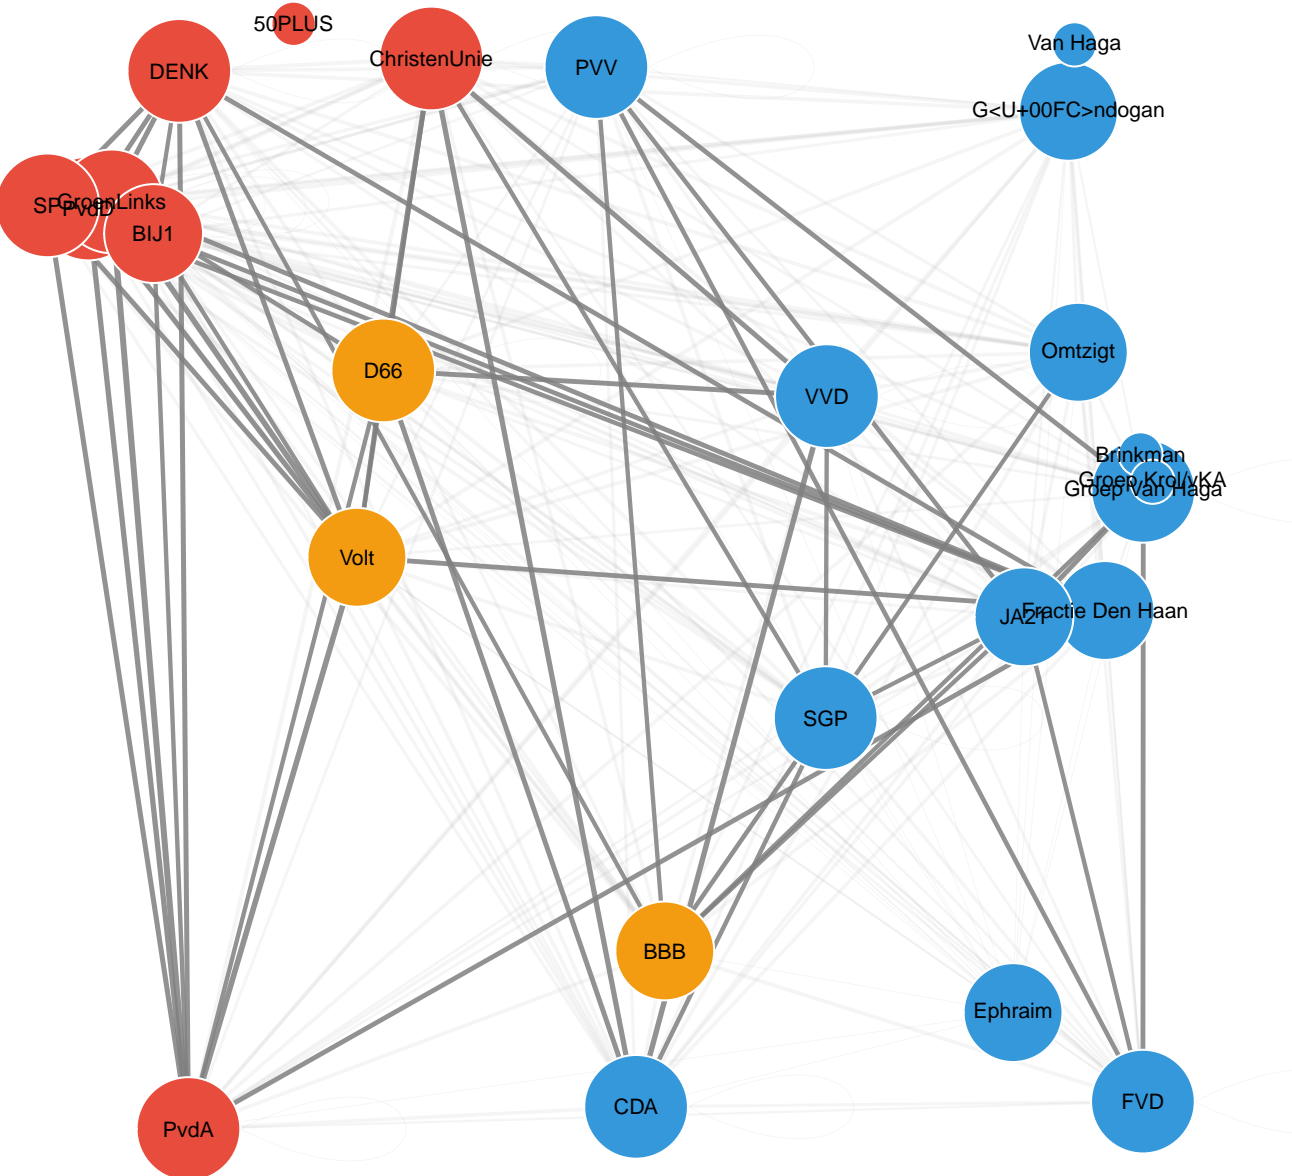 50PLUS
Van Haga
ChristenUnie
PVV
DENK
G<U+00FC>ndogan
GroenLinks
SP
PvdD
BIJ1
Omtzigt
D66
VVD
Brinkman
Groep Krol/vKA
Groep Van Haga
Volt
Fractie Den Haan
JA21
SGP
BBB
Ephraim
FVD
CDA
PvdA